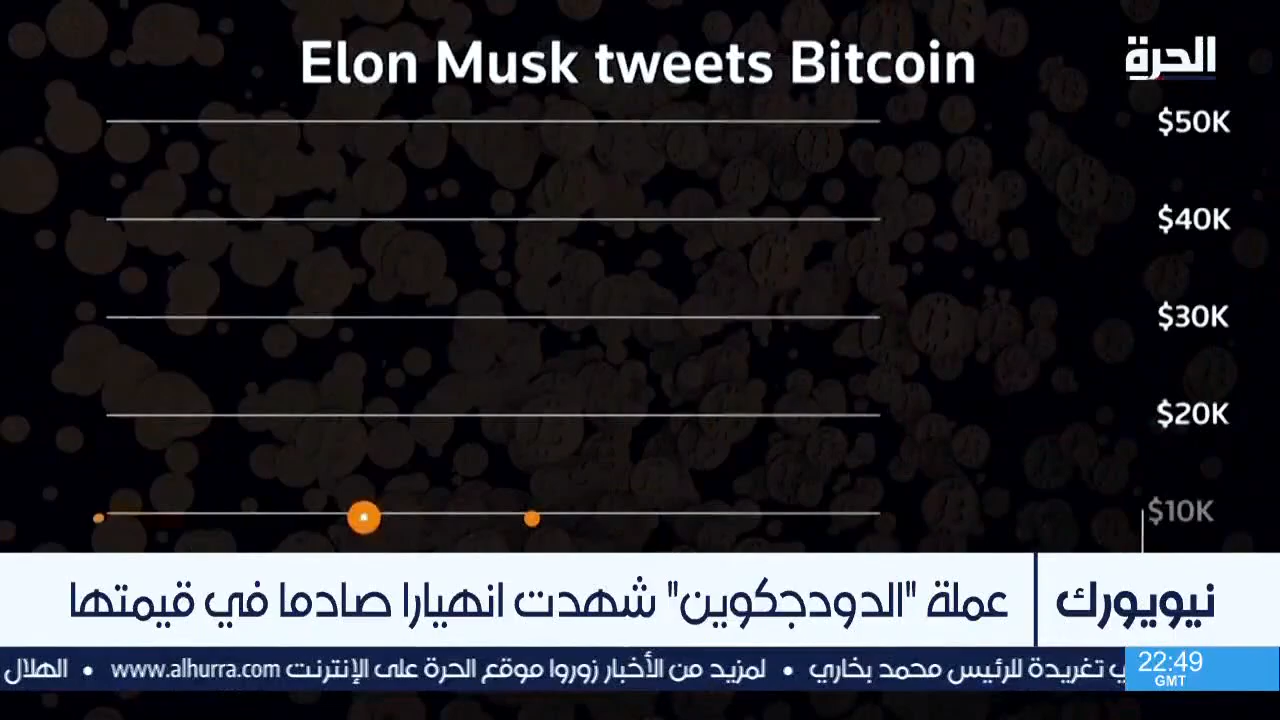 Elon Musk tweets Bitcoin
الحرة
$50K
$40K
$30K
$20K
$10K
نيويورك
عملة "الدودجكوين" شهدت انهيارا صادما في قيمتها
تغريدة للرئيس محمد بخاري • لمزيد من الأخبار زوروا موقع الحرة على الإنترنت www.alhurra.com • الهلال
22:49
GMT